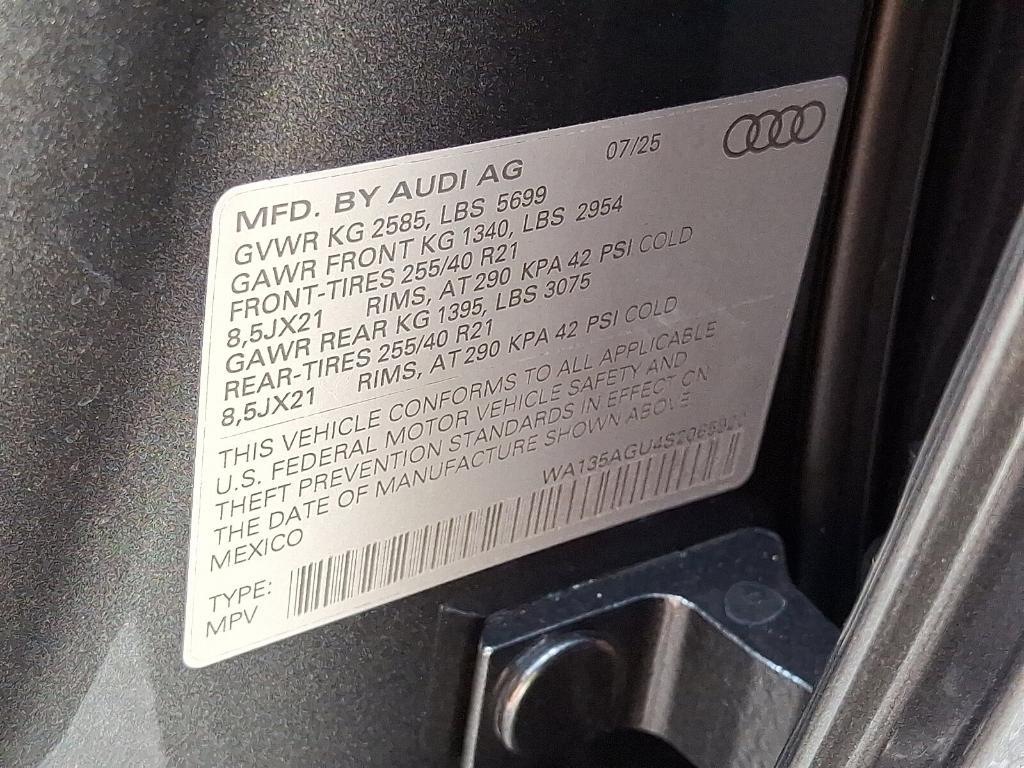 07/25
MFD. BY AUDI AG
GVWR KG 2585, LBS 5699
GAWR FRONT KG 1340, LBS 2954
FRONT-TIRES 255/40 R21
8,5JX21 RIMS, AT 290 KPA 42 PSI COLD
GAWR REAR KG 1395, LBS 3075
REAR-TIRES 255/40 R21
8,5JX21 RIMS, AT 290 KPA 42 PSI COLD
THIS VEHICLE CONFORMS TO ALL APPLICABLE
U.S. FEDERAL MOTOR VEHICLE SAFETY AND
THEFT PREVENTION STANDARDS IN EFFECT ON
THE DATE OF MANUFACTURE SHOWN ABOVE
MEXICO
TYPE:
MPV